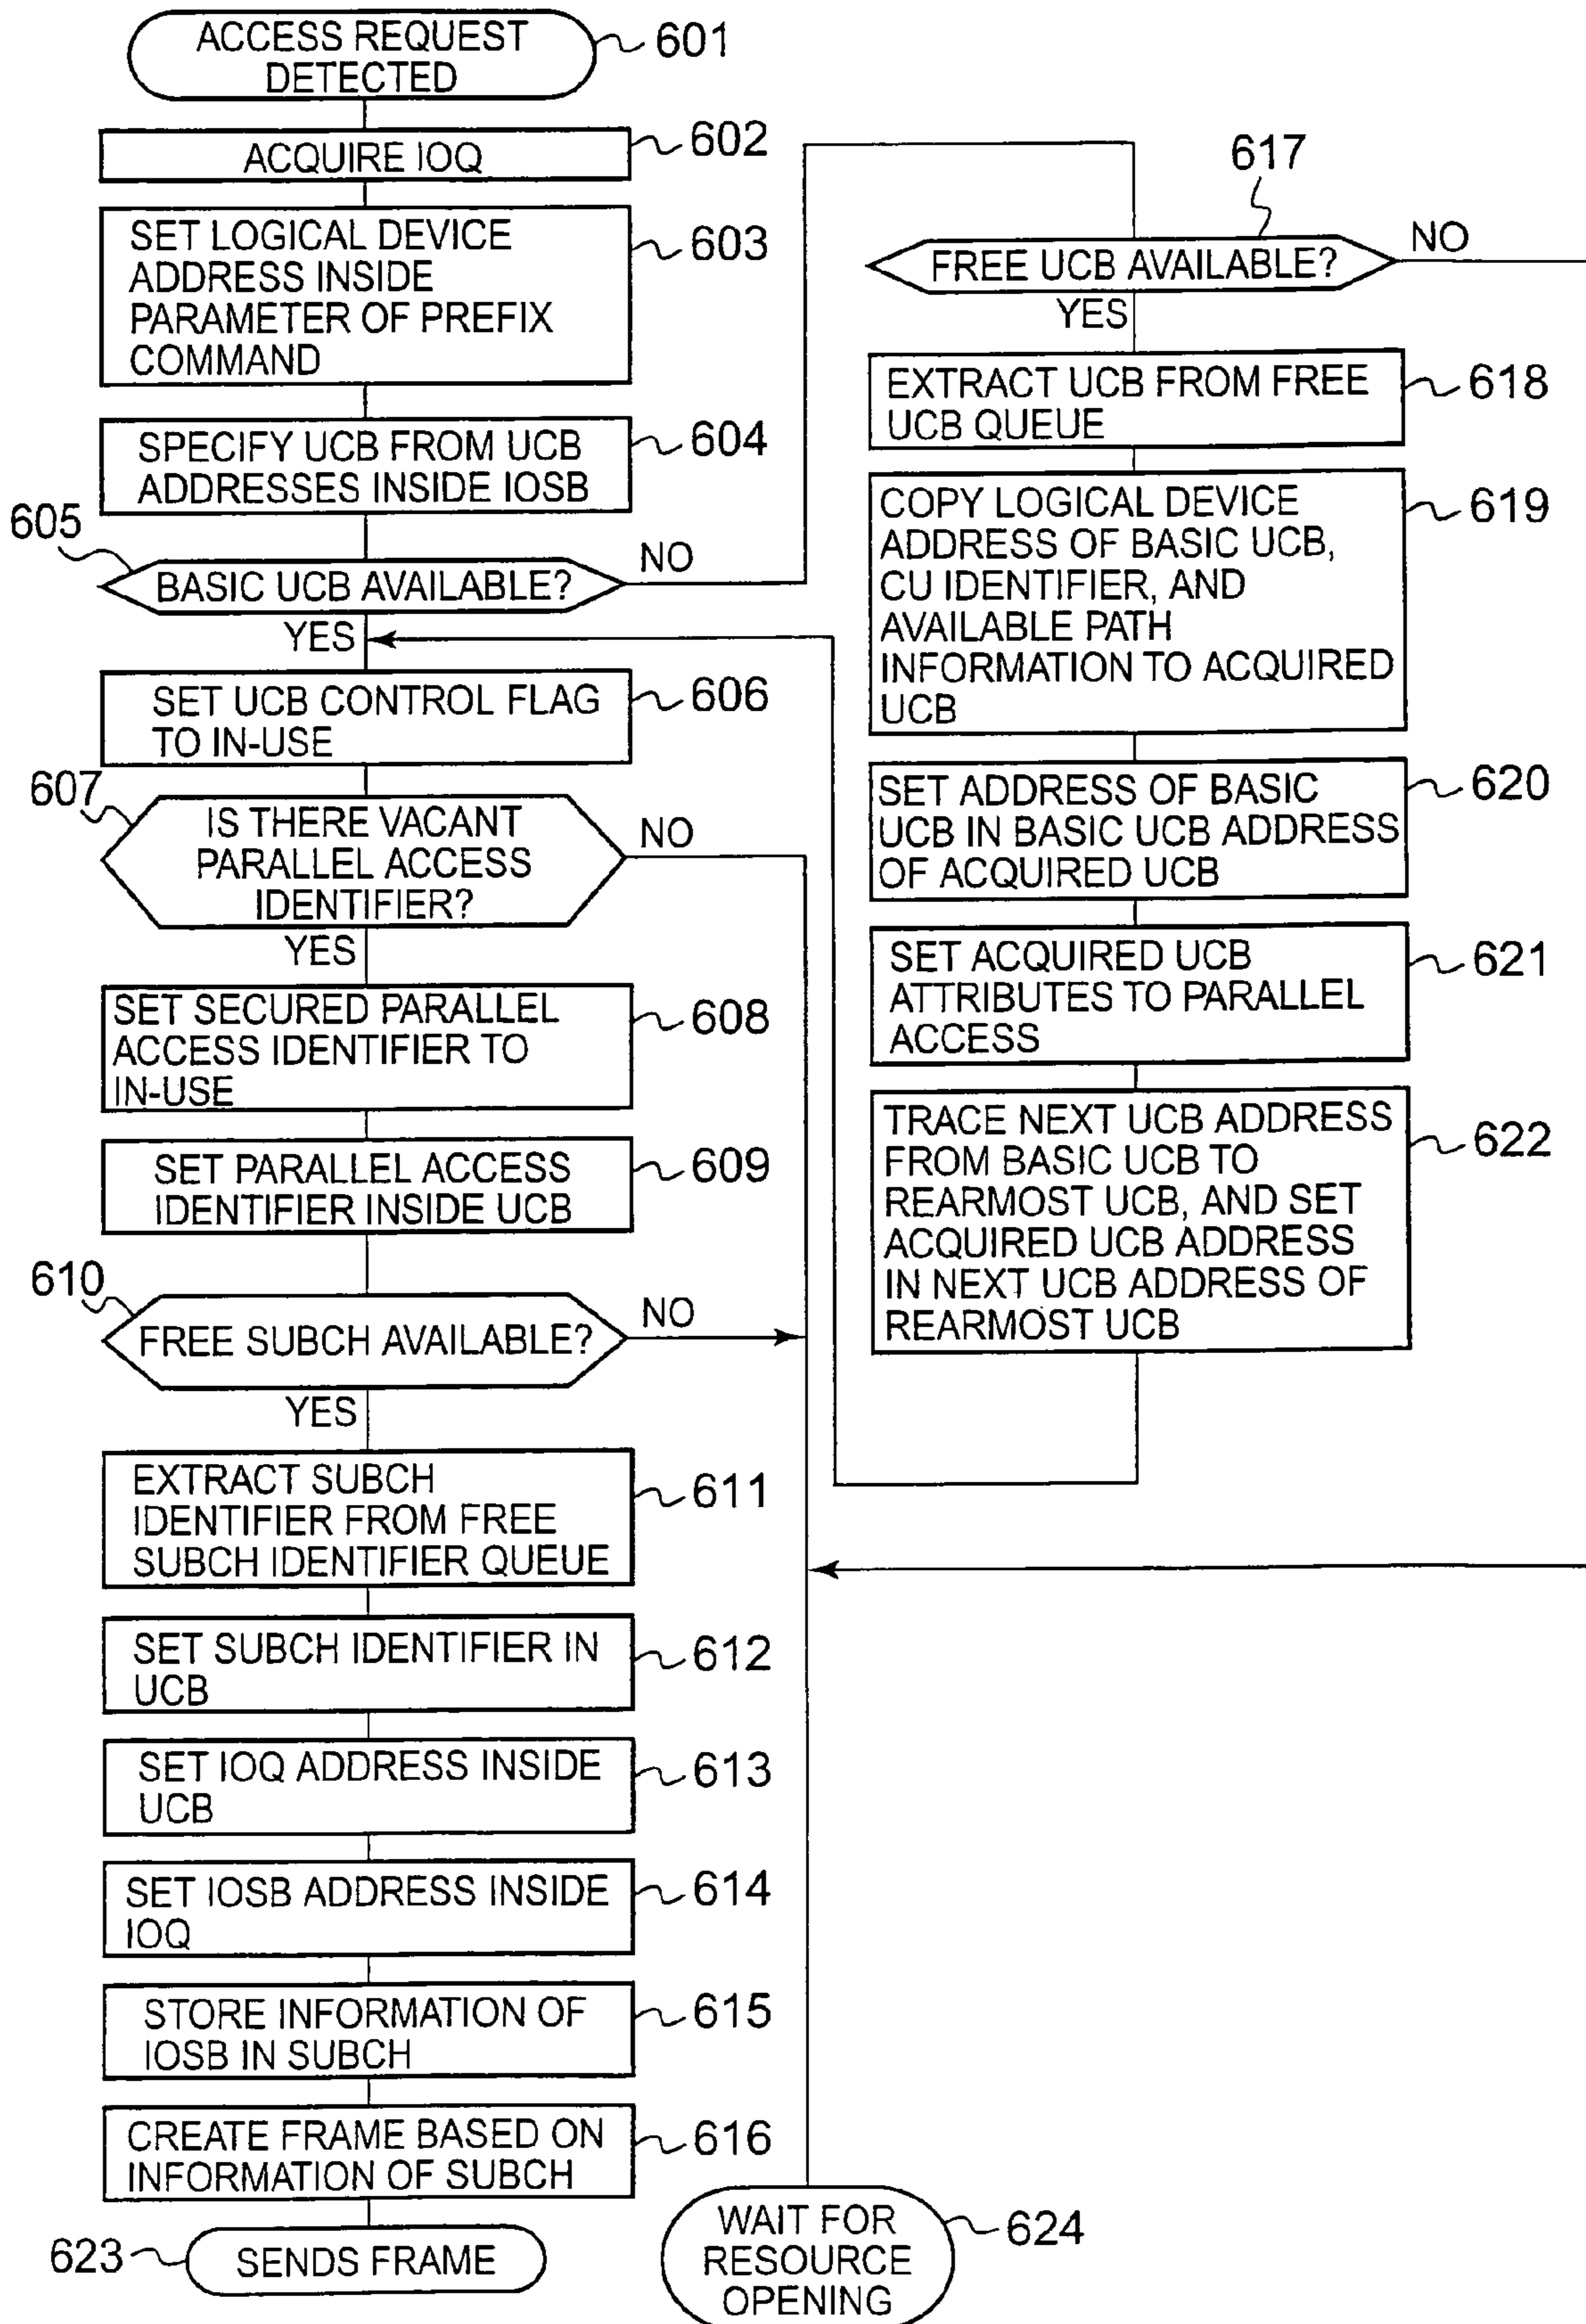 ACCESS REQUEST
DETECTED
601
ACQUIRE IOQ
602
SET LOGICAL DEVICE
ADDRESS INSIDE
PARAMETER OF PREFIX
COMMAND
603
SPECIFY UCB FROM UCB
ADDRESSES INSIDE IOSB
604
605
BASIC UCB AVAILABLE?
NO
YES
SET UCB CONTROL FLAG
TO IN-USE
606
607
IS THERE VACANT
PARALLEL ACCESS
IDENTIFIER?
NO
YES
SET SECURED PARALLEL
ACCESS IDENTIFIER TO
IN-USE
608
SET PARALLEL ACCESS
IDENTIFIER INSIDE UCB
609
610
FREE SUBCH AVAILABLE?
NO
YES
EXTRACT SUBCH
IDENTIFIER FROM FREE
SUBCH IDENTIFIER QUEUE
611
SET SUBCH IDENTIFIER IN
UCB
612
SET IOQ ADDRESS INSIDE
UCB
613
SET IOSB ADDRESS INSIDE
IOQ
614
STORE INFORMATION OF
IOSB IN SUBCH
615
CREATE FRAME BASED ON
INFORMATION OF SUBCH
616
623
SENDS FRAME
617
FREE UCB AVAILABLE?
NO
YES
EXTRACT UCB FROM FREE
UCB QUEUE
618
COPY LOGICAL DEVICE
ADDRESS OF BASIC UCB,
CU IDENTIFIER, AND
AVAILABLE PATH
INFORMATION TO ACQUIRED
UCB
619
SET ADDRESS OF BASIC
UCB IN BASIC UCB ADDRESS
OF ACQUIRED UCB
620
SET ACQUIRED UCB
ATTRIBUTES TO PARALLEL
ACCESS
621
TRACE NEXT UCB ADDRESS
FROM BASIC UCB TO
REARMOST UCB, AND SET
ACQUIRED UCB ADDRESS
IN NEXT UCB ADDRESS OF
REARMOST UCB
622
WAIT FOR
RESOURCE
OPENING
624